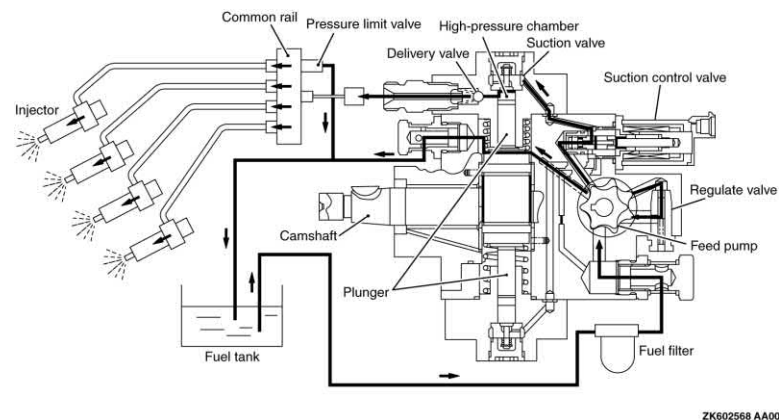 Common rail
Pressure limit valve
High-pressure chamber
Delivery valve
Suction valve
Suction control valve
Injector
Camshaft
Plunger
Regulate valve
Feed pump
Fuel tank
Fuel filter
ZK602568 AA00